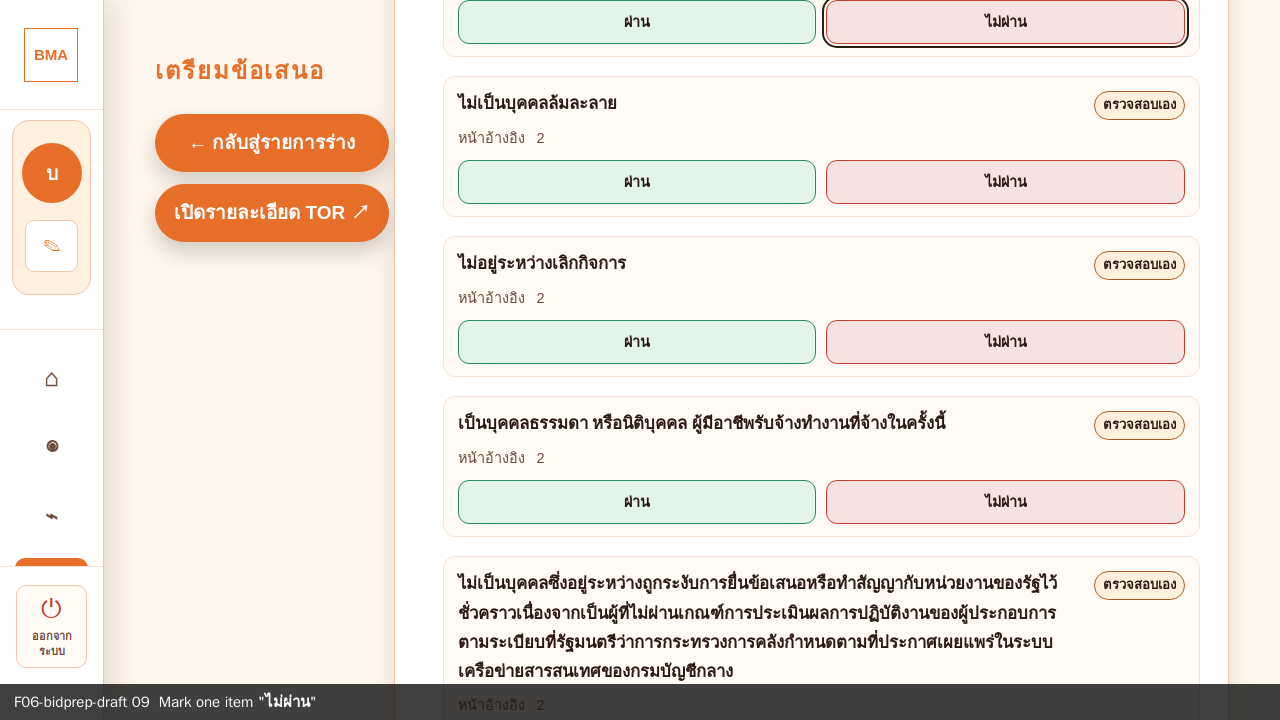 BMA
บ
ออกจาก
ระบบ
เตรียมข้อเสนอ
← กลับสู่รายการร่าง
เปิดรายละเอียด TOR ↗
ผ่าน
ไม่ผ่าน
ไม่เป็นบุคคลล้มละลาย
ตรวจสอบเอง
หน้าอ้างอิง 2
ผ่าน
ไม่ผ่าน
ไม่อยู่ระหว่างเลิกกิจการ
ตรวจสอบเอง
หน้าอ้างอิง 2
ผ่าน
ไม่ผ่าน
เป็นบุคคลธรรมดา หรือนิติบุคคล ผู้มีอาชีพรับจ้างทำงานที่จ้างในครั้งนี้
ตรวจสอบเอง
หน้าอ้างอิง 2
ผ่าน
ไม่ผ่าน
ไม่เป็นบุคคลซึ่งอยู่ระหว่างถูกระงับการยื่นข้อเสนอหรือทำสัญญากับหน่วยงานของรัฐไว้
ชั่วคราวเนื่องจากเป็นผู้ที่ไม่ผ่านเกณฑ์การประเมินผลการปฏิบัติงานของผู้ประกอบการ
ตามระเบียบที่รัฐมนตรีว่าการกระทรวงการคลังกำหนดตามที่ประกาศเผยแพร่ในระบบ
เครือข่ายสารสนเทศของกรมบัญชีกลาง
ตรวจสอบเอง
หน้าอ้างอิง 2
F06-bidprep-draft 09 Mark one item "ไม่ผ่าน"